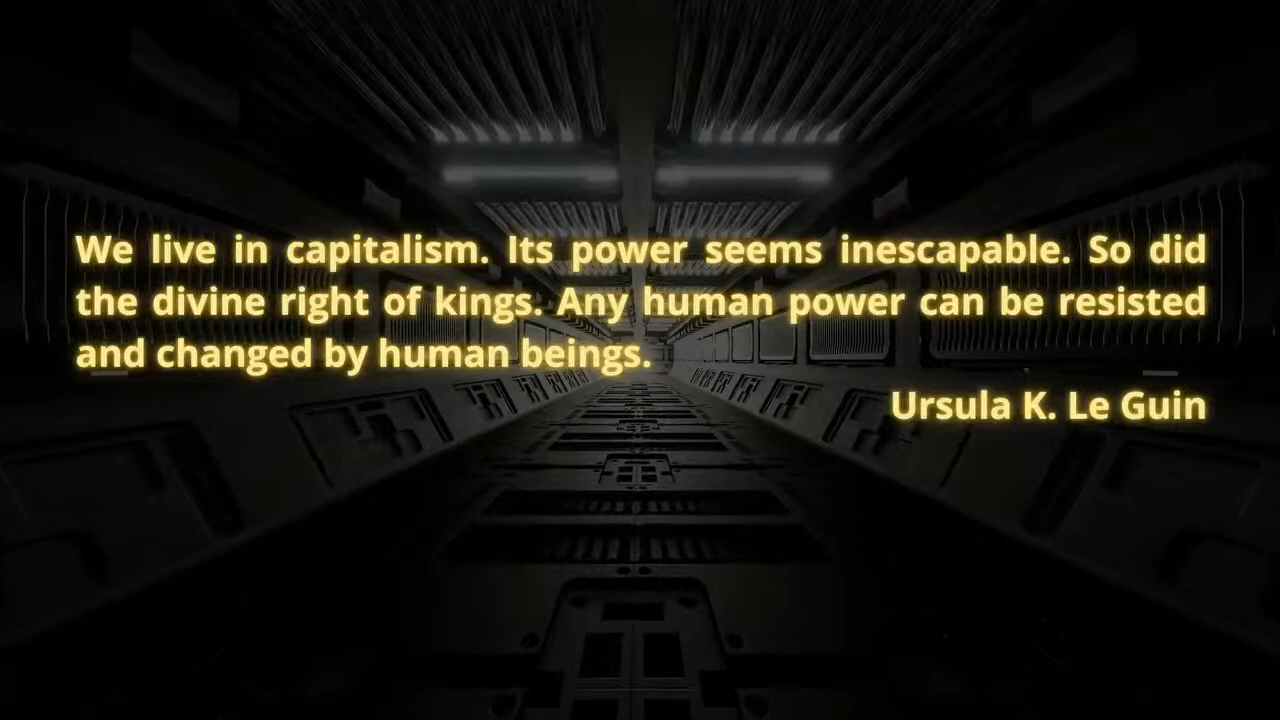 We live in capitalism. Its power seems inescapable. So did
the divine right of kings. Any human power can be resisted
and changed by human beings.
Ursula K. Le Guin